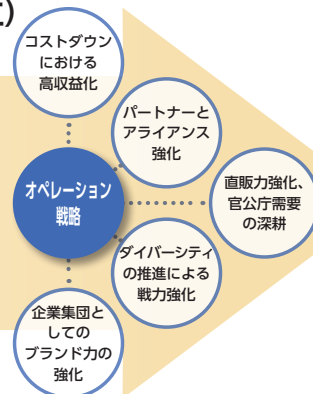 コストダウン
における
高収益化
パートナーと
アライアンス
強化
オペレーション
戦略
直販力強化、
官公庁需要
の深耕
ダイバーシティ
の推進による
戦力強化
企業集団と
しての
ブランド力の
強化